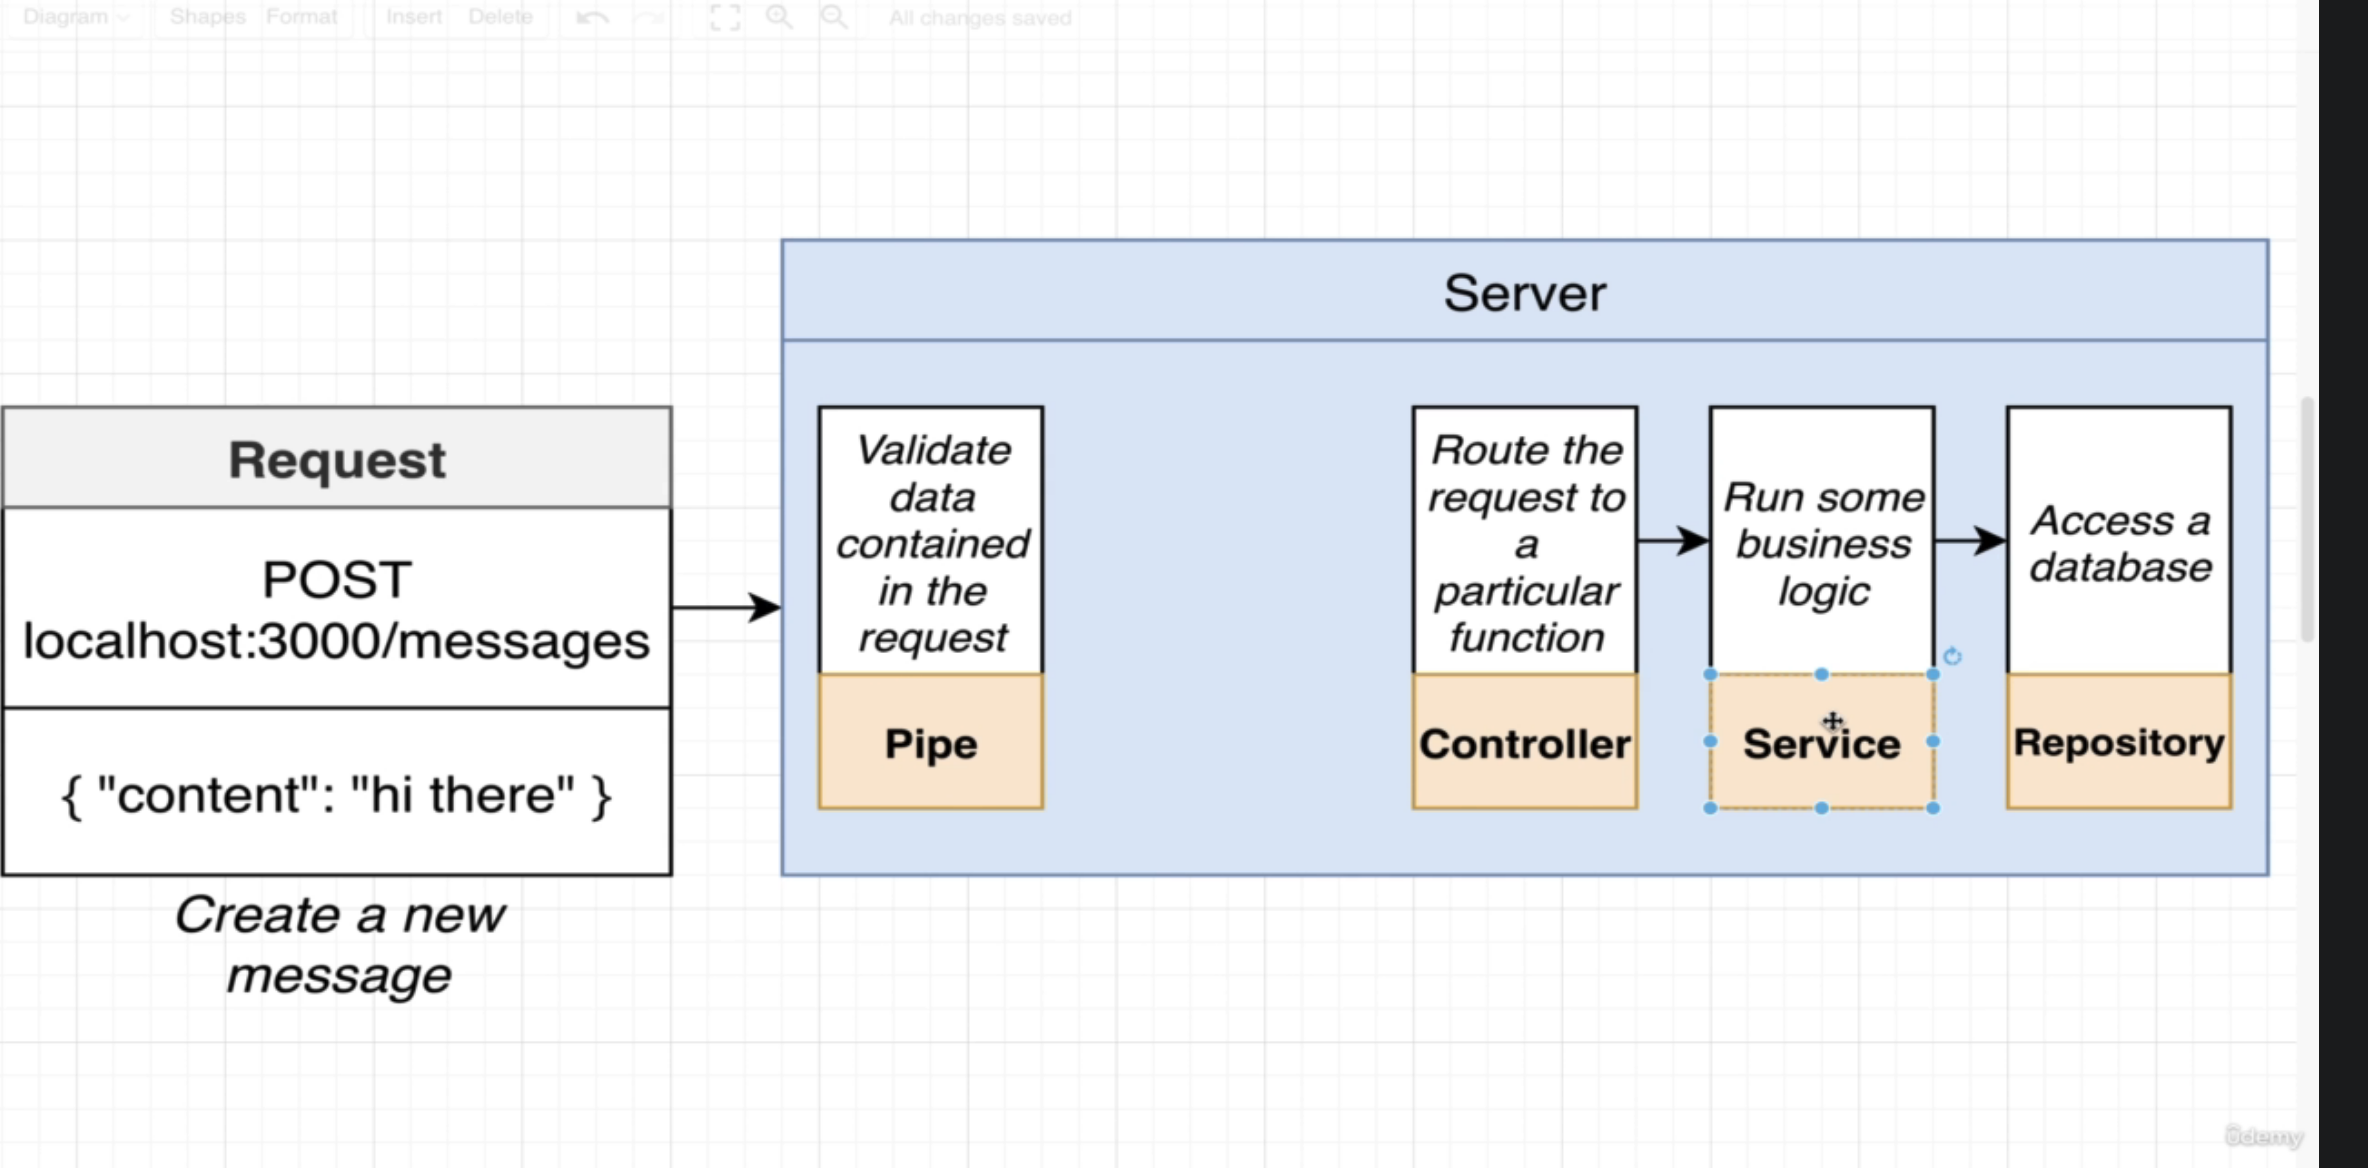 Diagram
Shapes
Format
Insert
Delete
All changes saved
Server
Request
POST
localhost:3000/messages
{ "content": "hi there" }
Create a new
message
Validate
data
contained
in the
request
Pipe
Route the
request to
a
particular
function
Controller
Run some
business
logic
Service
Access a
database
Repository
ûdemy